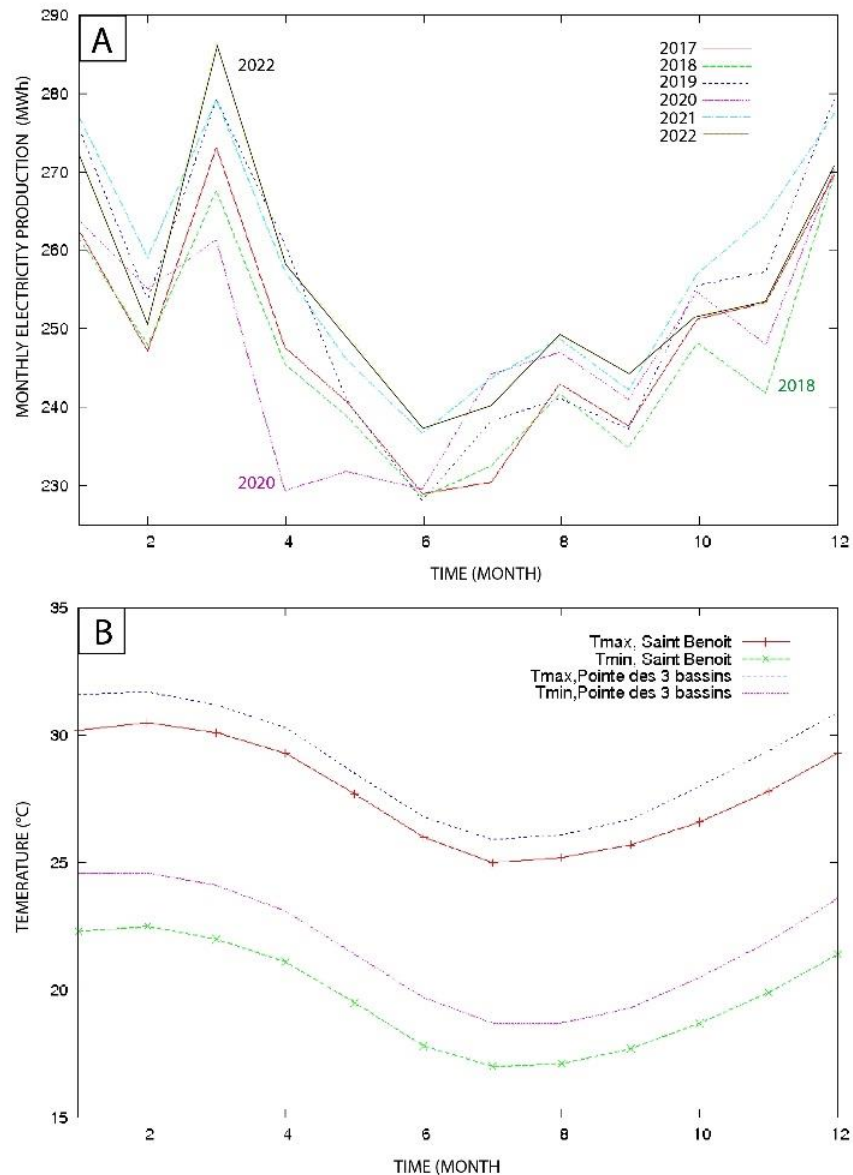 290
A
2022
2017
2018
2019
2020
2021
2022
280
270
260
250
240
230
MONTHLY ELECTRICITY PRODUCTION (MWh)
2018
2020
2 4 6 8 10 12
TIME (MONTH)
35
B
Tmax, Saint Benoit
Tmin, Saint Benoit
Tmax,Pointe des 3 bassins
Tmin,Pointe des 3 bassins
30
25
20
15
TEMERATURE (°C)
2 4 6 8 10 12
TIME (MONTH